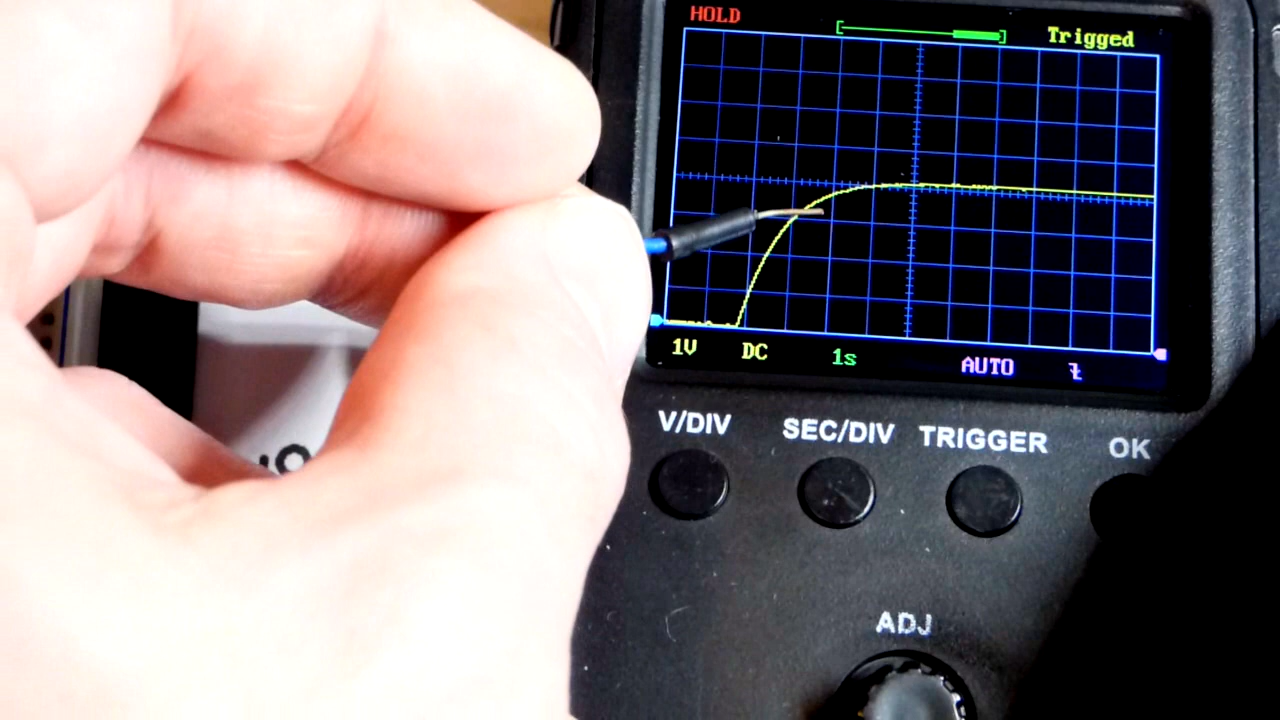 HOLD
Trigged
1V DC 1s AUTO
V/DIV SEC/DIV TRIGGER OK
ADJ